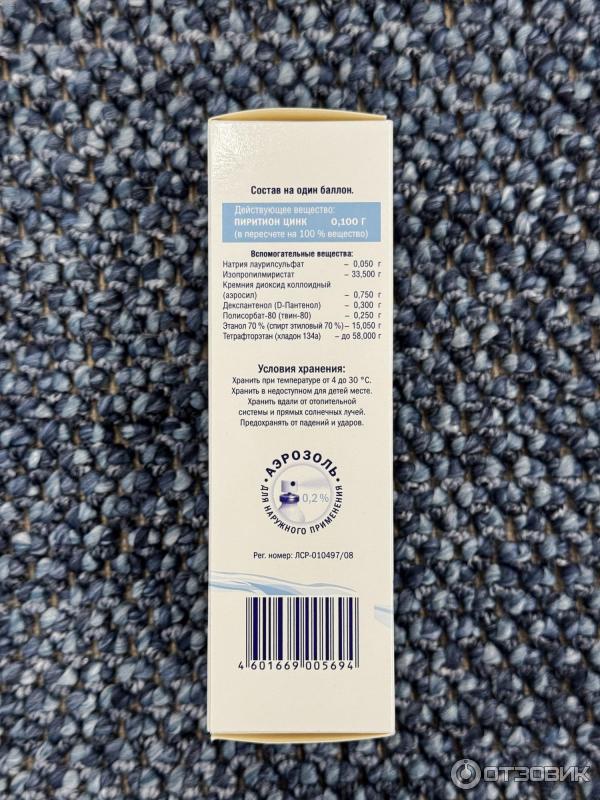 Состав на один баллон.
Действующее вещество:
ПИРИТИОН ЦИНК 0,100 Г
(в пересчете на 100 % вещество)
Вспомогательные вещества:
Натрия лаурилсульфат – 0,050 г
Изопропилмиристат – 33,500 г
Кремния диоксид коллоидный
(аэросил) – 0,750 г
Декспантенол (D-Пантенол) – 0,300 г
Полисорбат-80 (твин-80) – 0,250 г
Этанол 70 % (спирт этиловый 70 %) – 15,050 г
Тетрафторэтан (хладон 134а) – до 58,000 г
Условия хранения:
Хранить при температуре от 4 до 30 °С.
Хранить в недоступном для детей месте.
Хранить вдали от отопительной
системы и прямых солнечных лучей.
Предохранять от падений и ударов.
• АЭРОЗОЛЬ •
ДЛЯ НАРУЖНОГО ПРИМЕНЕНИЯ
0,2 %
Рег. номер: ЛСР-010497/08
4 601669 005694
ОТЗОВИК